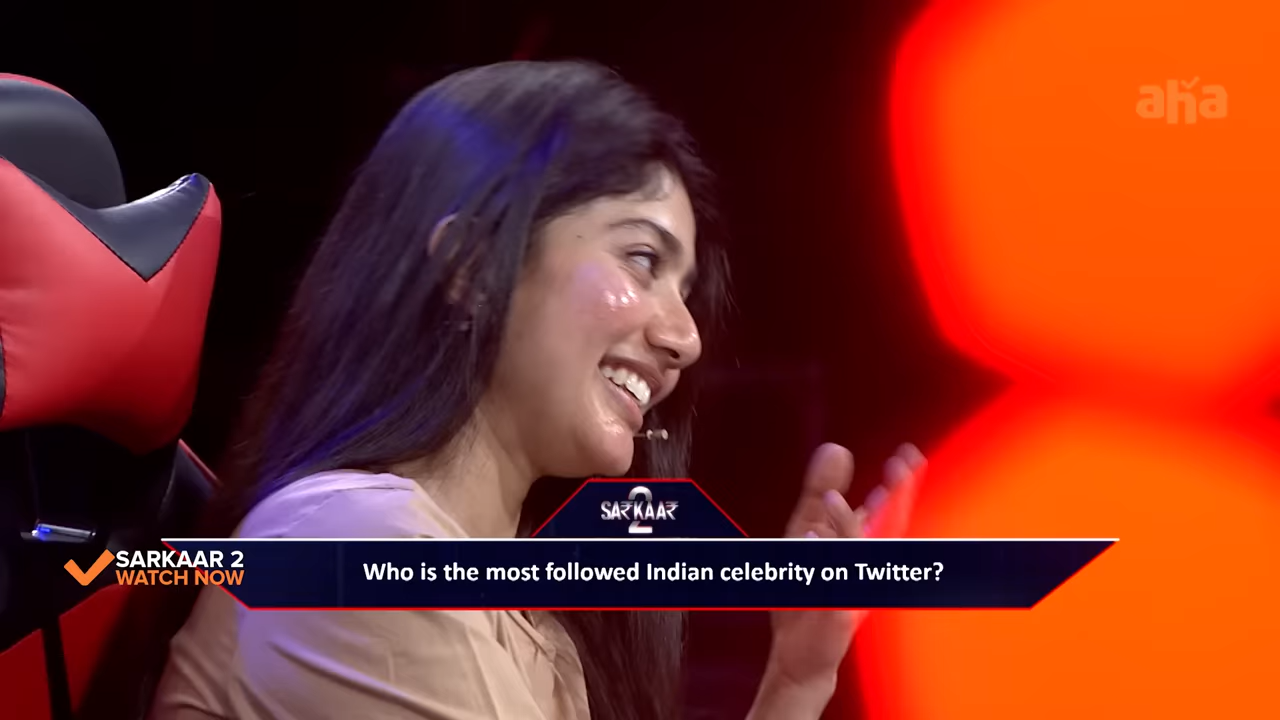 aha
2
SARKAAR
SARKAAR 2
WATCH NOW
Who is the most followed Indian celebrity on Twitter?